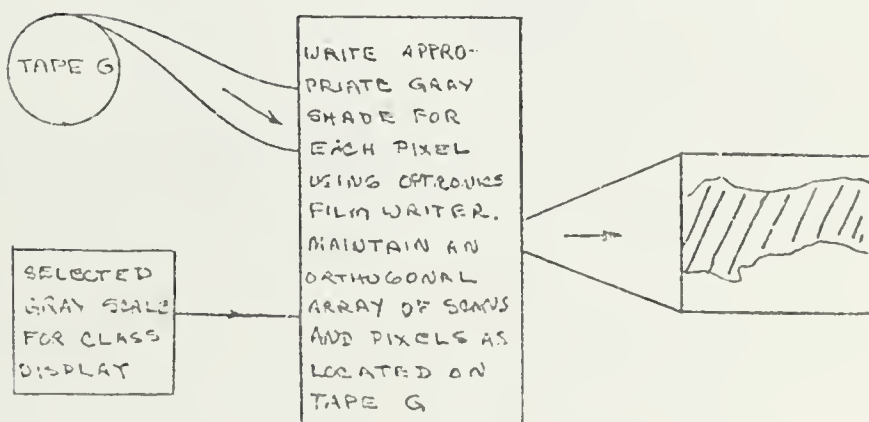 TAPE G
WRITE APPRO-
PRIATE GRAY
SHADE FOR
EACH PIXEL
USING OPTRONICS
FILM WRITER.
MAINTAIN AN
ORTHOGONAL
ARRAY OF SCANS
AND PIXELS AS
LOCATED ON
TAPE G
SELECTED
GRAY SCALE
FOR CLASS
DISPLAY